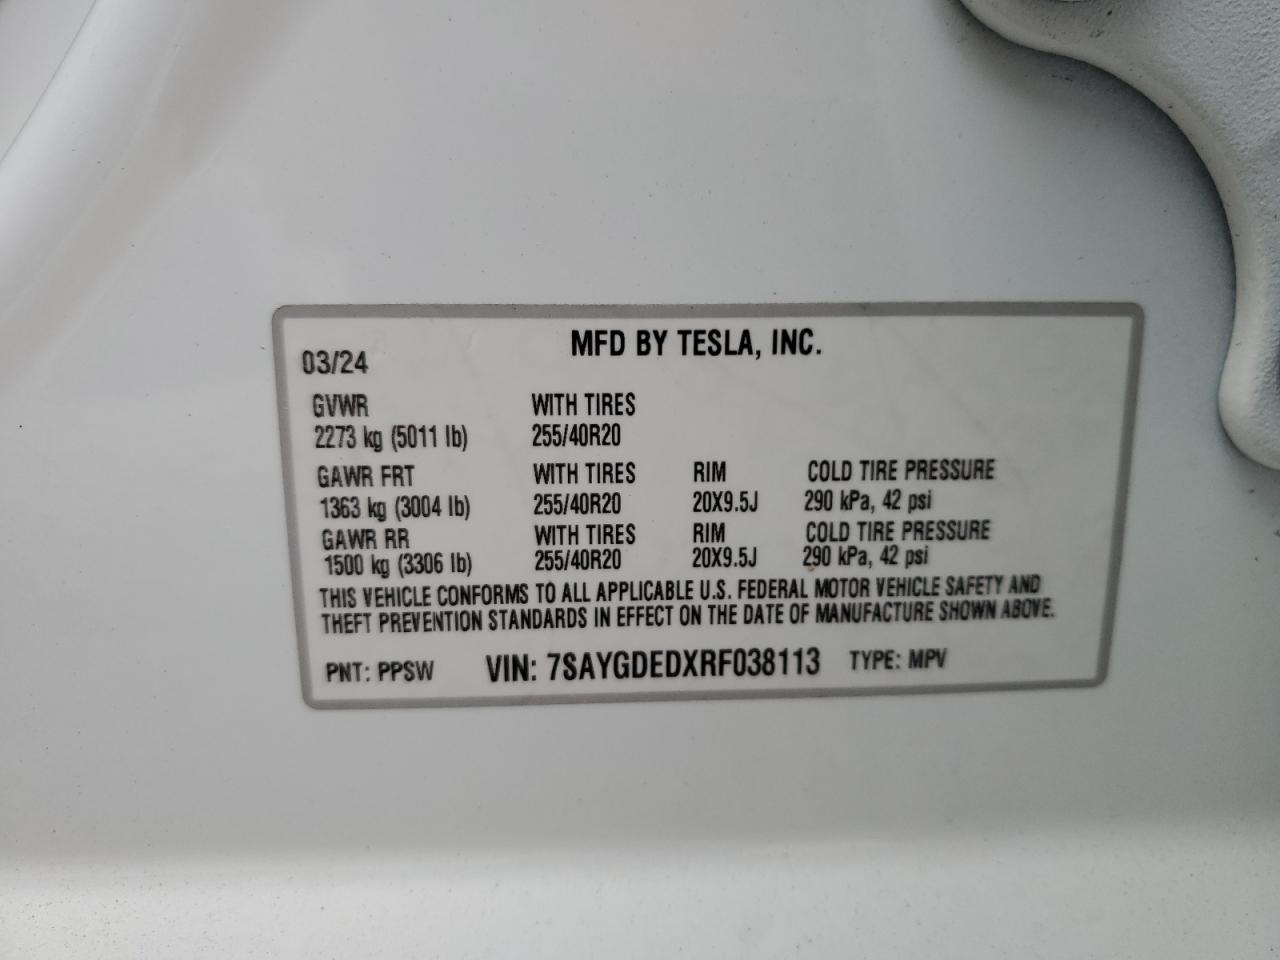 MFD BY TESLA, INC.
03/24
GVWR WITH TIRES
2273 kg (5011 lb) 255/40R20
GAWR FRT WITH TIRES RIM COLD TIRE PRESSURE
1363 kg (3004 lb) 255/40R20 20X9.5J 290 kPa, 42 psi
GAWR RR WITH TIRES RIM COLD TIRE PRESSURE
1500 kg (3306 lb) 255/40R20 20X9.5J 290 kPa, 42 psi
THIS VEHICLE CONFORMS TO ALL APPLICABLE U.S. FEDERAL MOTOR VEHICLE SAFETY AND
THEFT PREVENTION STANDARDS IN EFFECT ON THE DATE OF MANUFACTURE SHOWN ABOVE.
PNT: PPSW VIN: 7SAYGDEDXRF038113 TYPE: MPV